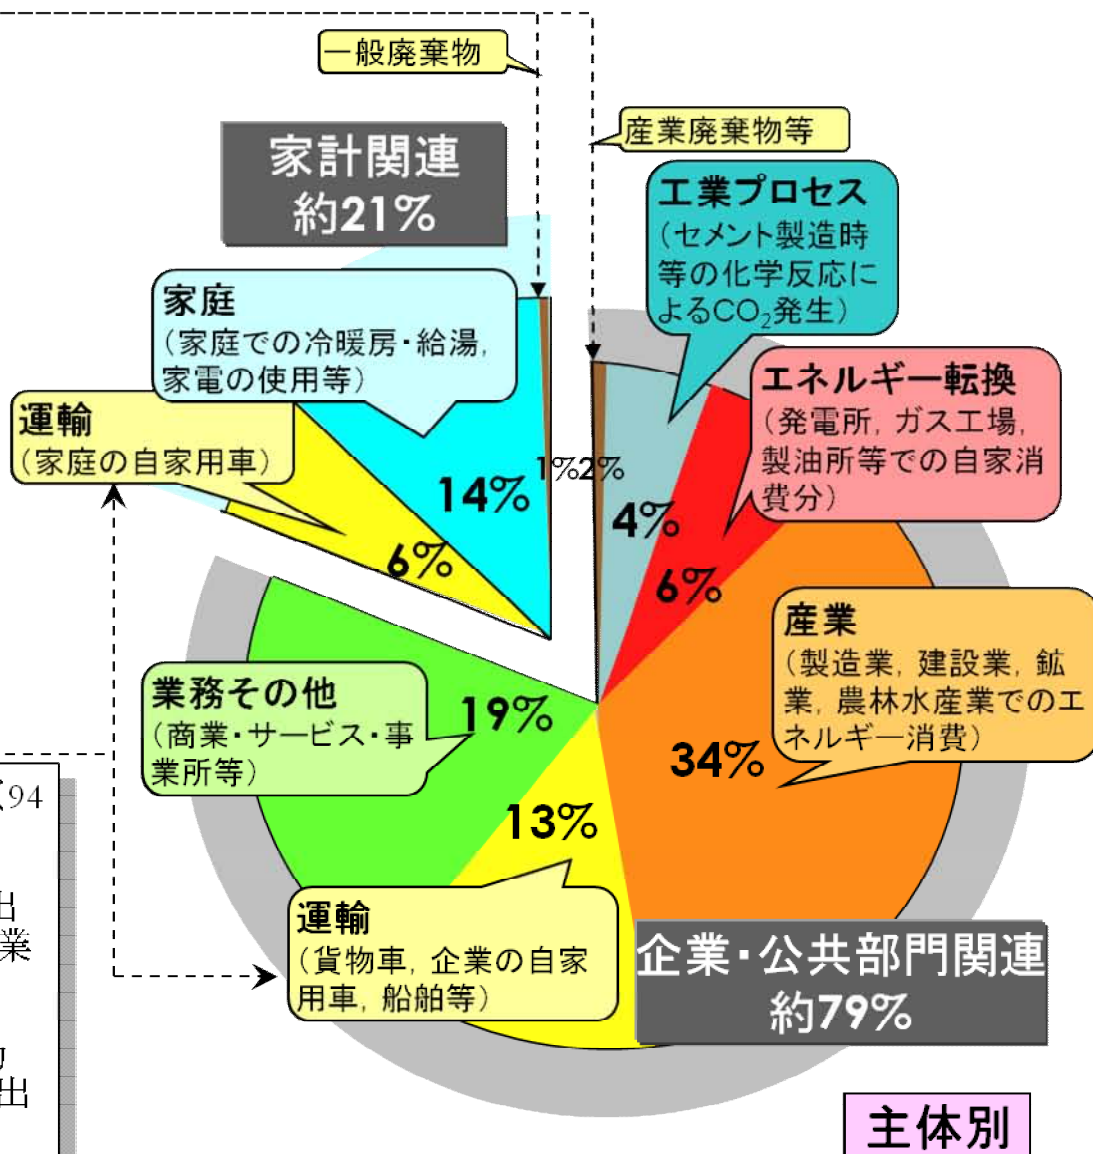 一般廃棄物
産業廃棄物等
家計関連
約21%
工業プロセス
(セメント製造時
等の化学反応に
よるCO₂発生)
家庭
(家庭での冷暖房・給湯,
家電の使用等)
エネルギー転換
(発電所, ガス工場,
製油所等での自家消
費分)
運輸
(家庭の自家用車)
1%
2%
14%
4%
6%
6%
産業
(製造業, 建設業, 鉱
業, 農林水産業でのエ
ネルギー消費)
業務その他
(商業・サービス・事
業所等)
19%
34%
13%
94
出
業
運輸
(貨物車, 企業の自家
用車, 船舶等)
企業・公共部門関連
約79%
出
主体別